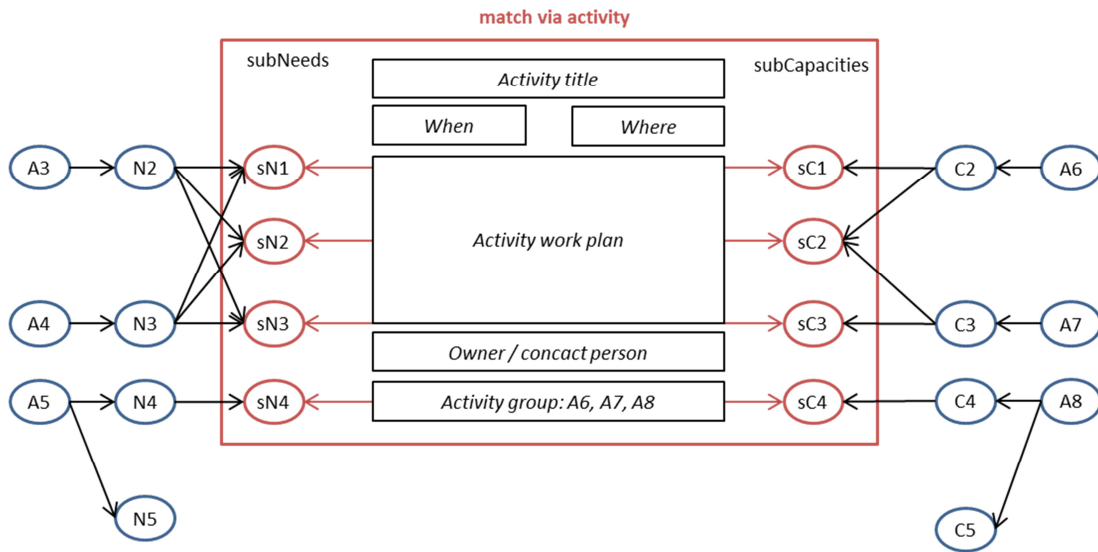 match via activity
subNeeds
subCapacities
Activity title
When
Where
A3
N2
sN1
sC1
C2
A6
sN2
Activity work plan
sC2
A4
N3
sN3
sC3
C3
A7
Owner / concact person
A5
N4
sN4
Activity group: A6, A7, A8
sC4
C4
A8
N5
C5